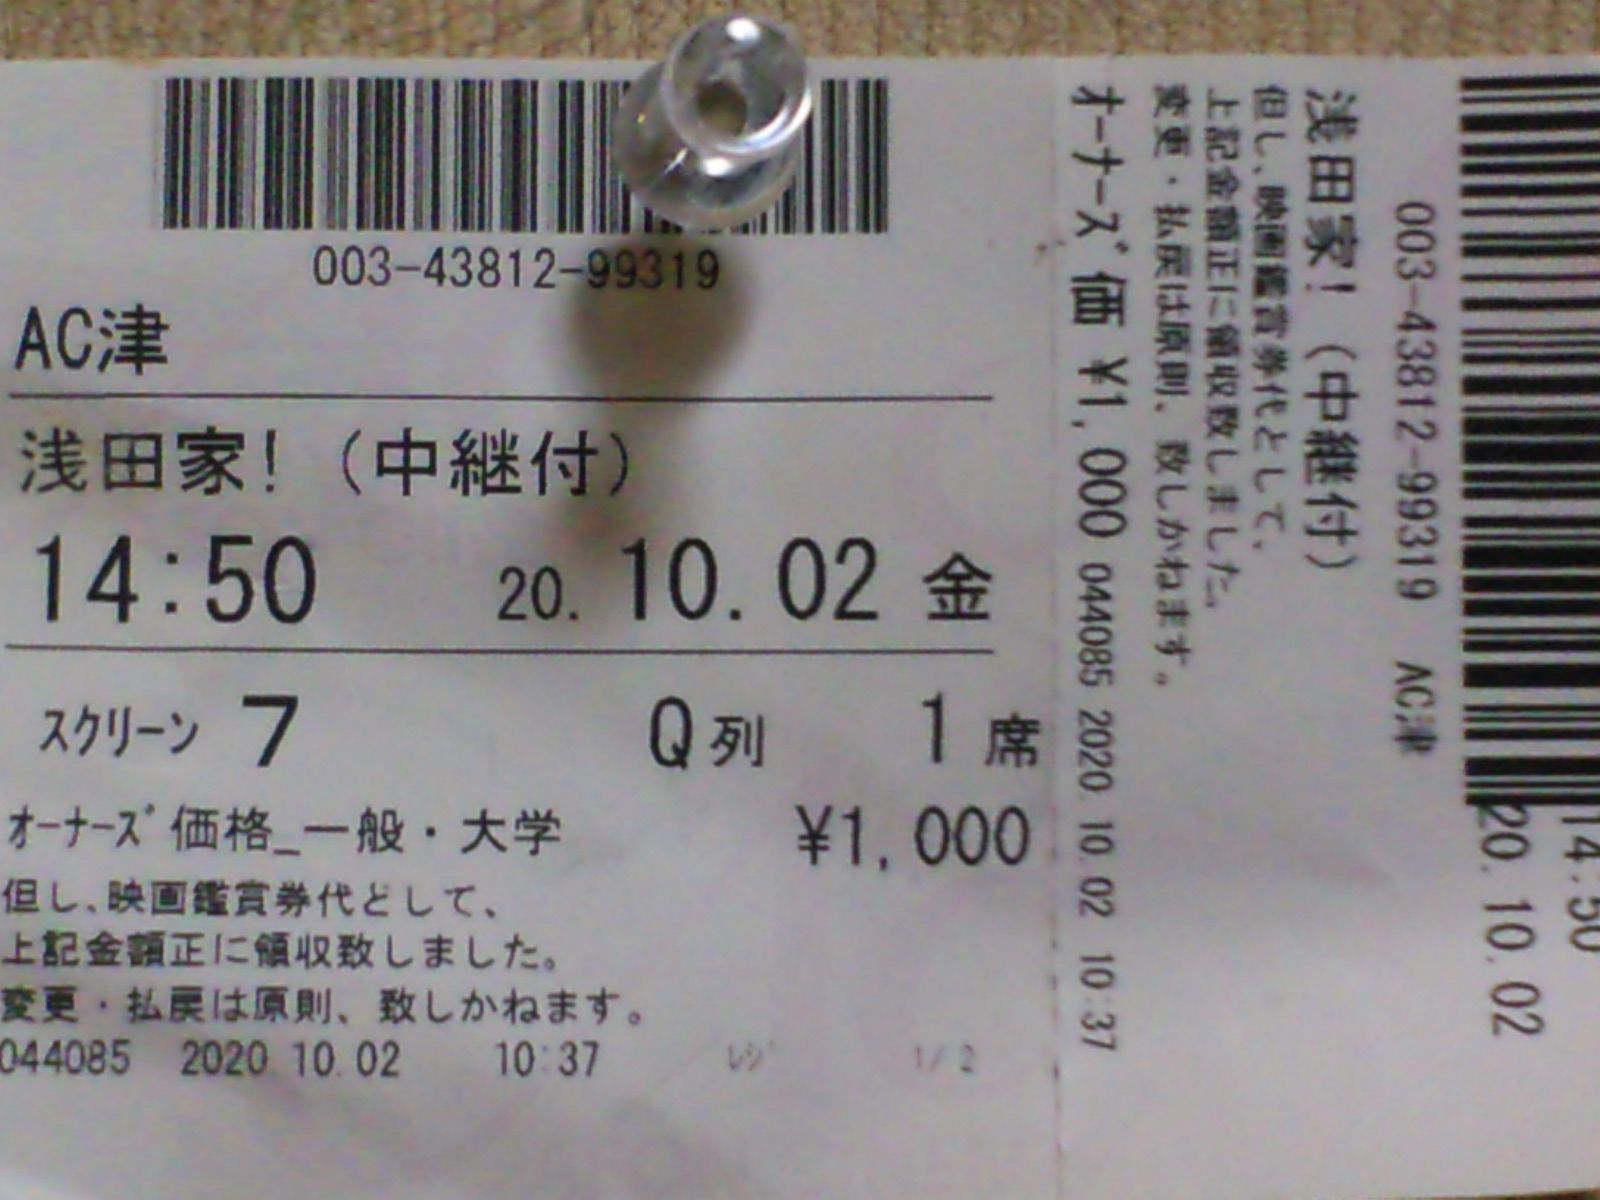 003-43812-99319
AC津
浅田家!(中継付)
14:50 20.10.02 金
スクリーン 7 Q列 1席
オーナーズ価格_一般・大学 ¥1,000
但し、映画鑑賞券代として、
上記金額正に領収致しました。
変更・払戻は原則、致しかねます。
044085 2020 10.02 10:37 レジ 1/2
003-43812-99319 AC津
浅田家!(中継付)
但し、映画鑑賞券代として、
上記金額正に領収致しました。
変更・払戻は原則、致しかねます。
オーナーズ価 ¥1,000 044085 2020.10.02 10:37
14:50
20.10.02